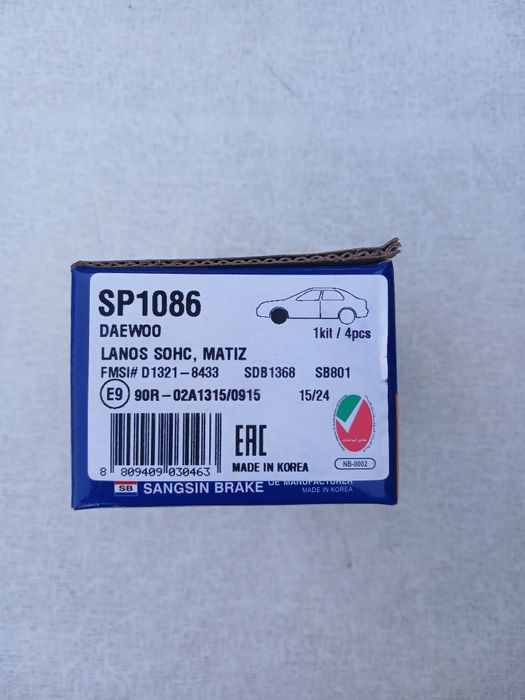 SP1086
DAEWOO
1kit / 4pcs
LANOS SOHC, MATIZ
FMSI# D1321-8433 SDB1368 SB801
E9 90R-02A1315/0915 15/24
EAC
8 809409 030463
MADE IN KOREA
NB-0002
SB SANGSIN BRAKE OE MANUFACTURER
MADE IN KOREA